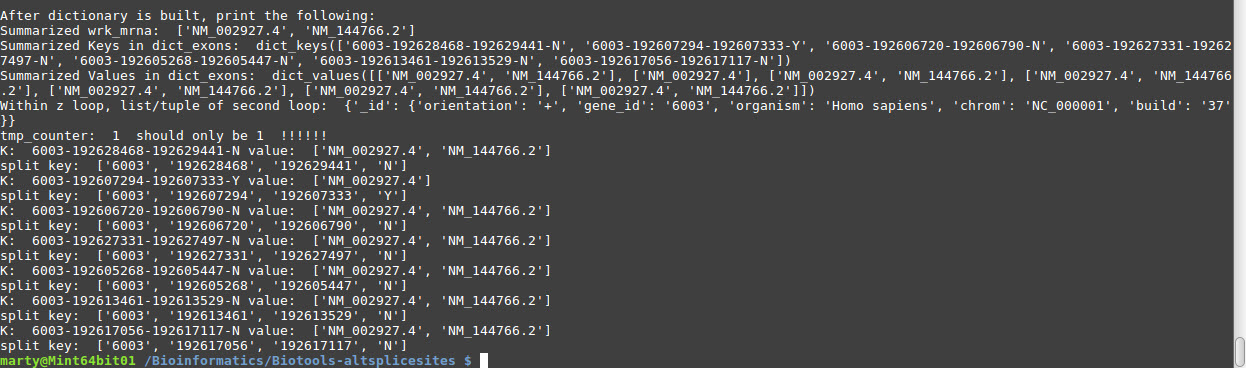 After dictionary is built, print the following:
Summarized wrk_mrna:  ['NM_002927.4', 'NM_144766.2']
Summarized Keys in dict_exons:  dict_keys(['6003-192628468-192629441-N', '6003-192607294-192607333-Y', '6003-192606720-192606790-N', '6003-192627331-19262
7497-N', '6003-192605268-192605447-N', '6003-192613461-192613529-N', '6003-192617056-192617117-N'])
Summarized Values in dict_exons:  dict_values([['NM_002927.4', 'NM_144766.2'], ['NM_002927.4'], ['NM_002927.4', 'NM_144766.2'], ['NM_002927.4', 'NM_144766
.2'], ['NM_002927.4', 'NM_144766.2'], ['NM_002927.4', 'NM_144766.2'], ['NM_002927.4', 'NM_144766.2']])
Within z loop, list/tuple of second loop:  {'_id': {'orientation': '+', 'gene_id': '6003', 'organism': 'Homo sapiens', 'chrom': 'NC_000001', 'build': '37'
}}
tmp_counter:  1  should only be 1  !!!!!!
K:  6003-192628468-192629441-N value:  ['NM_002927.4', 'NM_144766.2']
split key:  ['6003', '192628468', '192629441', 'N']
K:  6003-192607294-192607333-Y value:  ['NM_002927.4']
split key:  ['6003', '192607294', '192607333', 'Y']
K:  6003-192606720-192606790-N value:  ['NM_002927.4', 'NM_144766.2']
split key:  ['6003', '192606720', '192606790', 'N']
K:  6003-192627331-192627497-N value:  ['NM_002927.4', 'NM_144766.2']
split key:  ['6003', '192627331', '192627497', 'N']
K:  6003-192605268-192605447-N value:  ['NM_002927.4', 'NM_144766.2']
split key:  ['6003', '192605268', '192605447', 'N']
K:  6003-192613461-192613529-N value:  ['NM_002927.4', 'NM_144766.2']
split key:  ['6003', '192613461', '192613529', 'N']
K:  6003-192617056-192617117-N value:  ['NM_002927.4', 'NM_144766.2']
split key:  ['6003', '192617056', '192617117', 'N']
marty@Mint64bit01 /Bioinformatics/Biotools-altsplicesites $